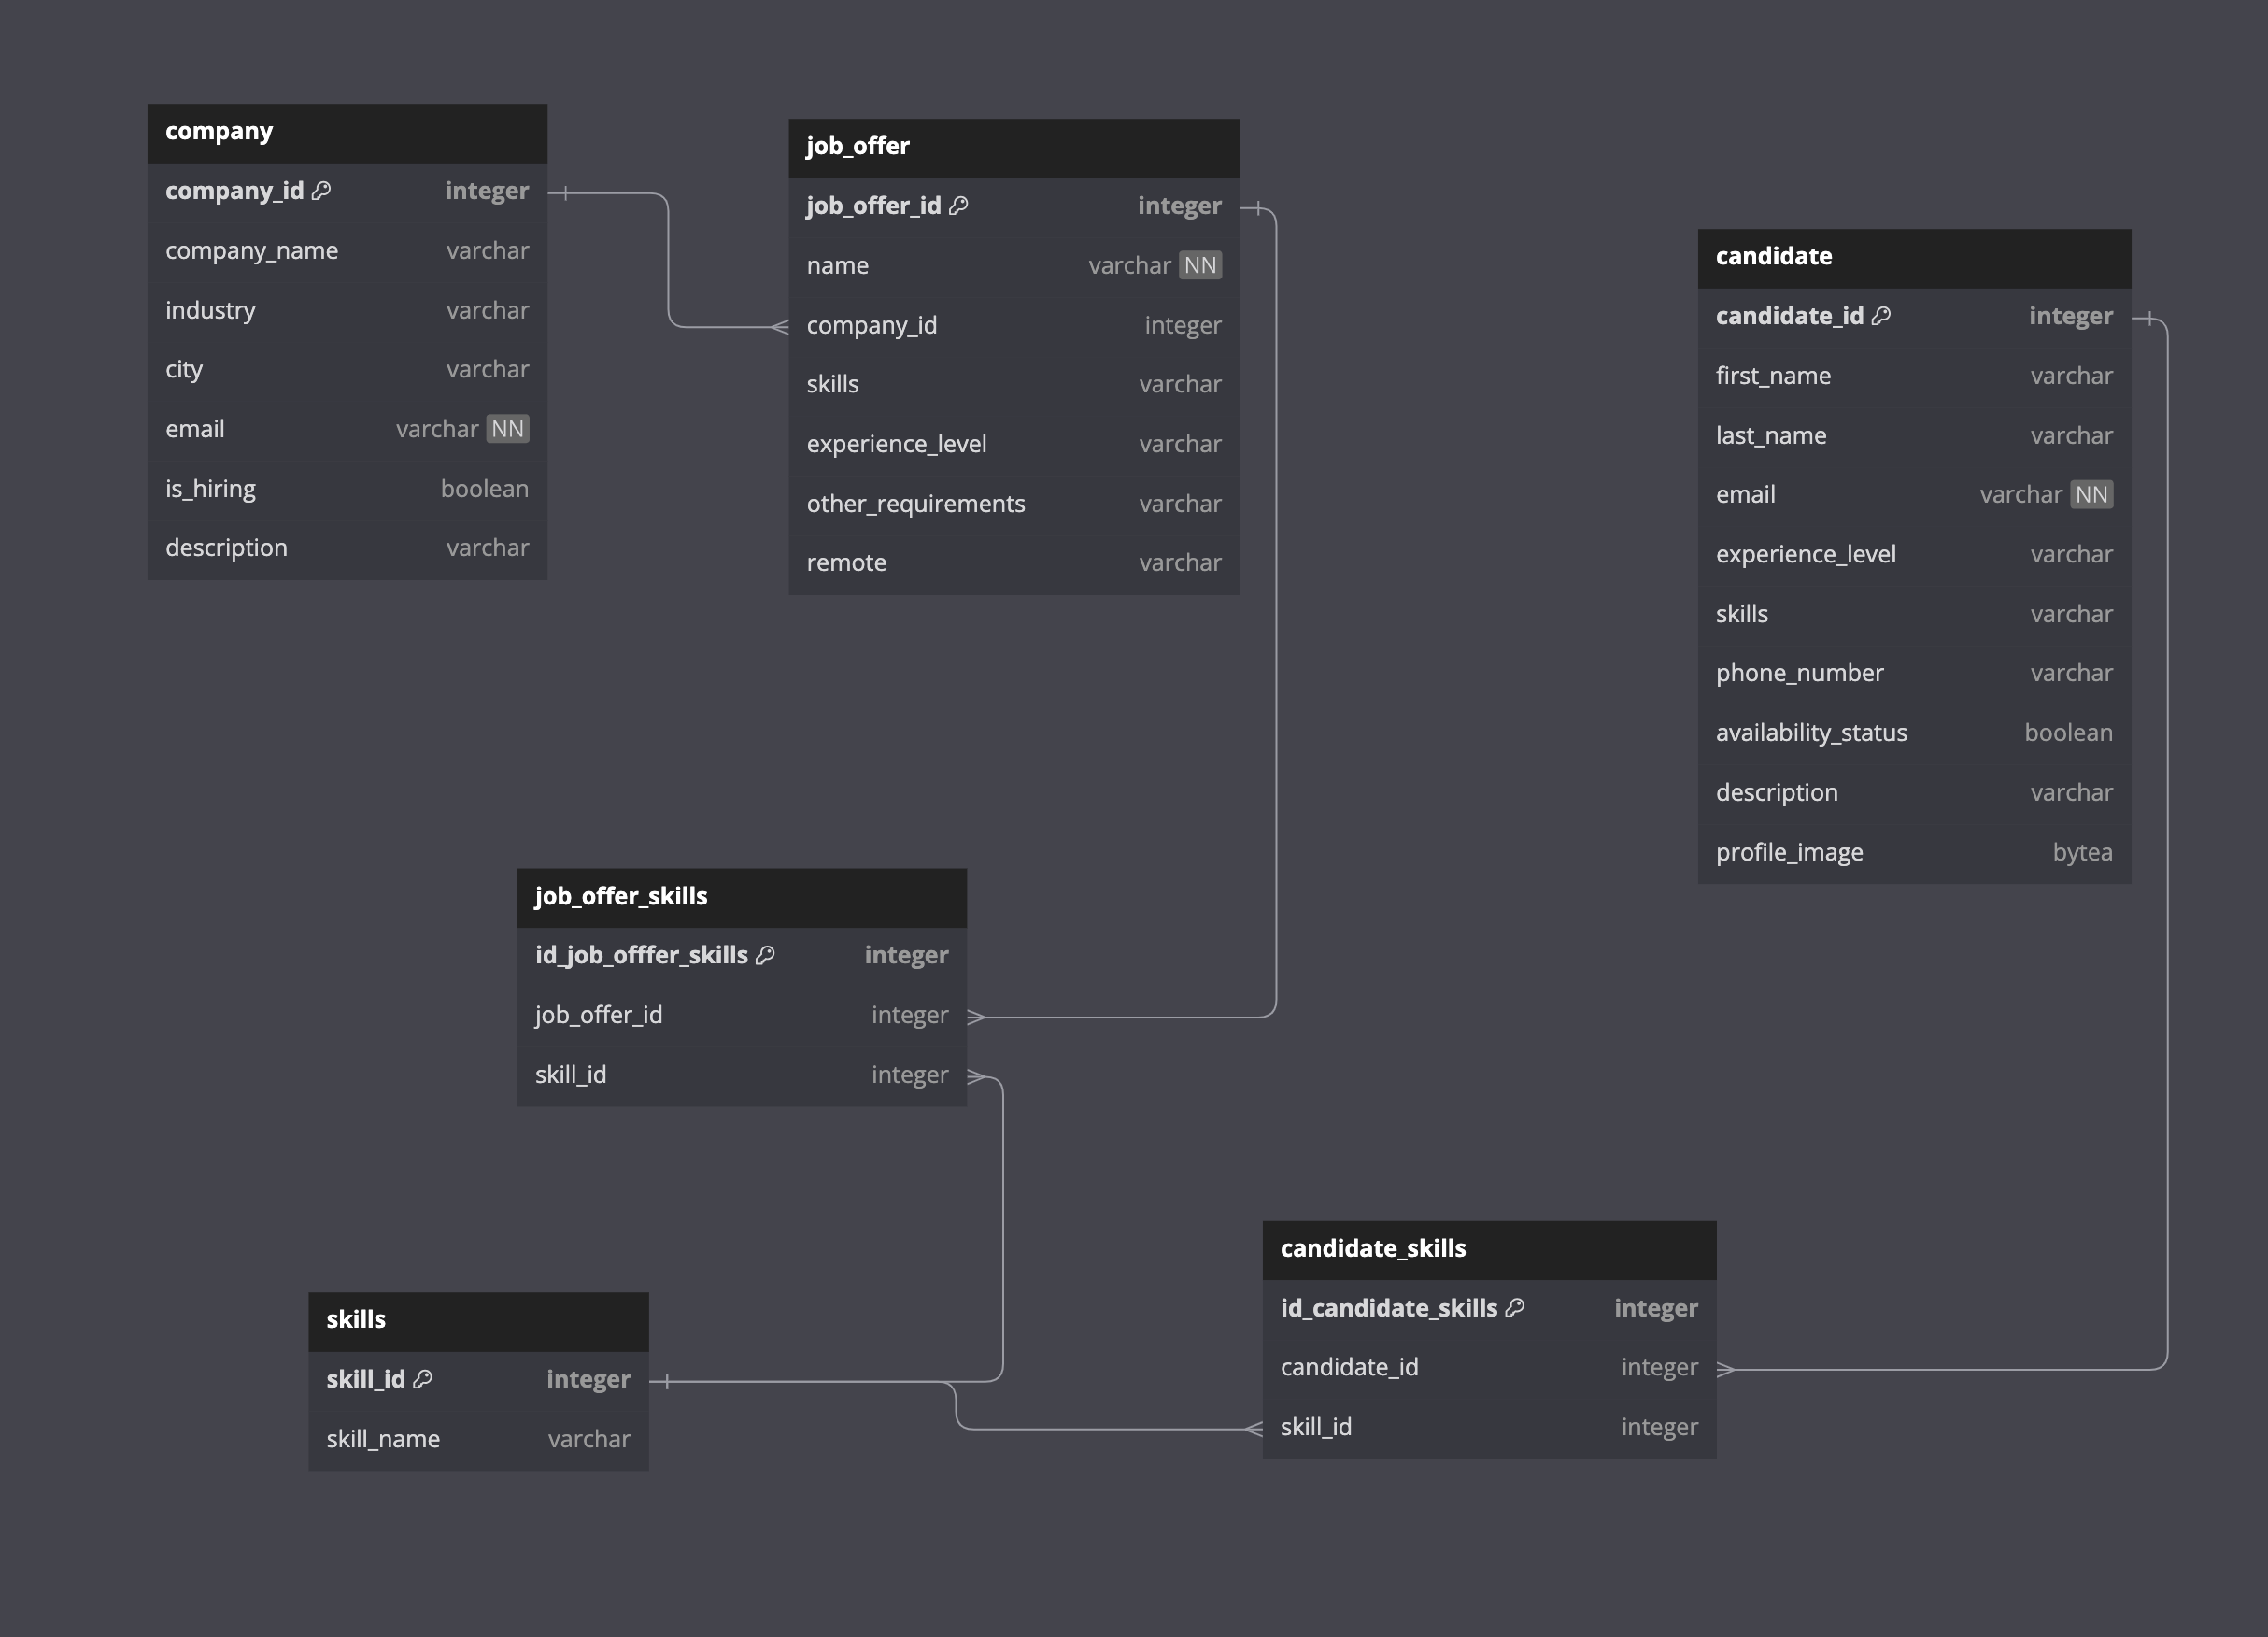 company
company_id integer
company_name varchar
industry varchar
city varchar
email varchar NN
is_hiring boolean
description varchar
job_offer
job_offer_id integer
name varchar NN
company_id integer
skills varchar
experience_level varchar
other_requirements varchar
remote varchar
candidate
candidate_id integer
first_name varchar
last_name varchar
email varchar NN
experience_level varchar
skills varchar
phone_number varchar
availability_status boolean
description varchar
profile_image bytea
job_offer_skills
id_job_offfer_skills integer
job_offer_id integer
skill_id integer
skills
skill_id integer
skill_name varchar
candidate_skills
id_candidate_skills integer
candidate_id integer
skill_id integer